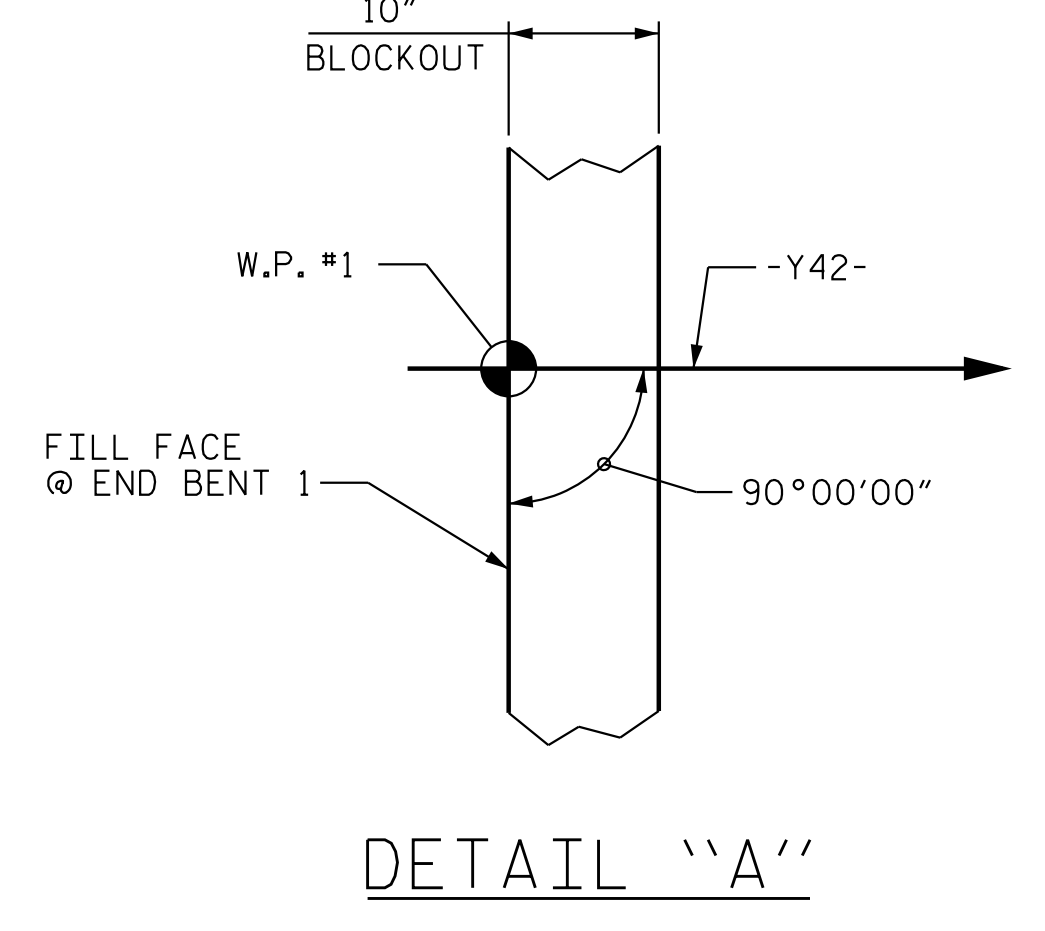 10"
BLOCKOUT
W.P. #1
-Y42-
FILL FACE
@ END BENT 1
90°00'00"
DETAIL "A"